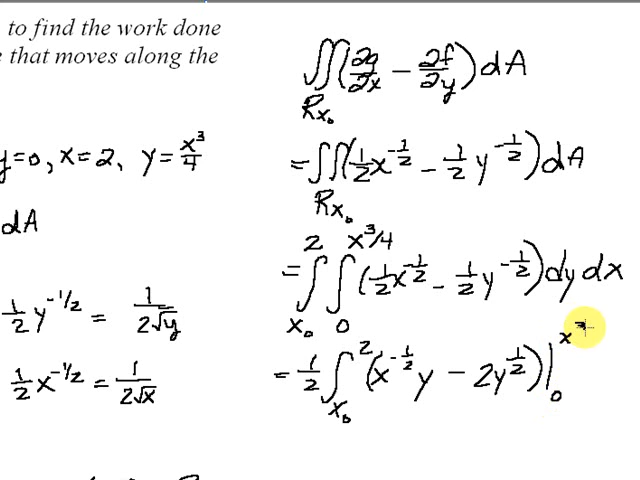 to find the work done
that moves along the
∬(∂g/∂x − ∂f/∂y)dA
R x₀
y=0, x=2, y=x³/4
=∬(½x^(-1/2) − ½y^(-1/2))dA
R x₀
dA
=∫_{x₀}^{2} ∫_{0}^{x³/4} (½x^(-1/2) − ½y^(-1/2))dy dx
½y^(-1/2) = 1/(2√y)
=½∫_{x₀}^{2} (x^(-1/2)y − 2y^(1/2))|_{0}^{x³}
½x^(-1/2) = 1/(2√x)